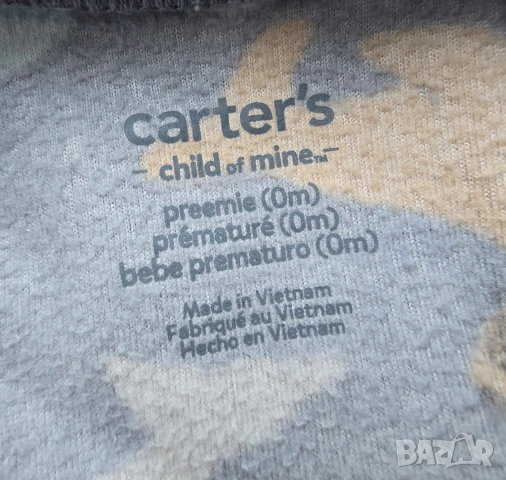 carter's
- child of mine™ -
preemie (0m)
prématuré (0m)
bebe prematuro (0m)
Made in Vietnam
Fabriqué au Vietnam
Hecho en Vietnam
BAZAR